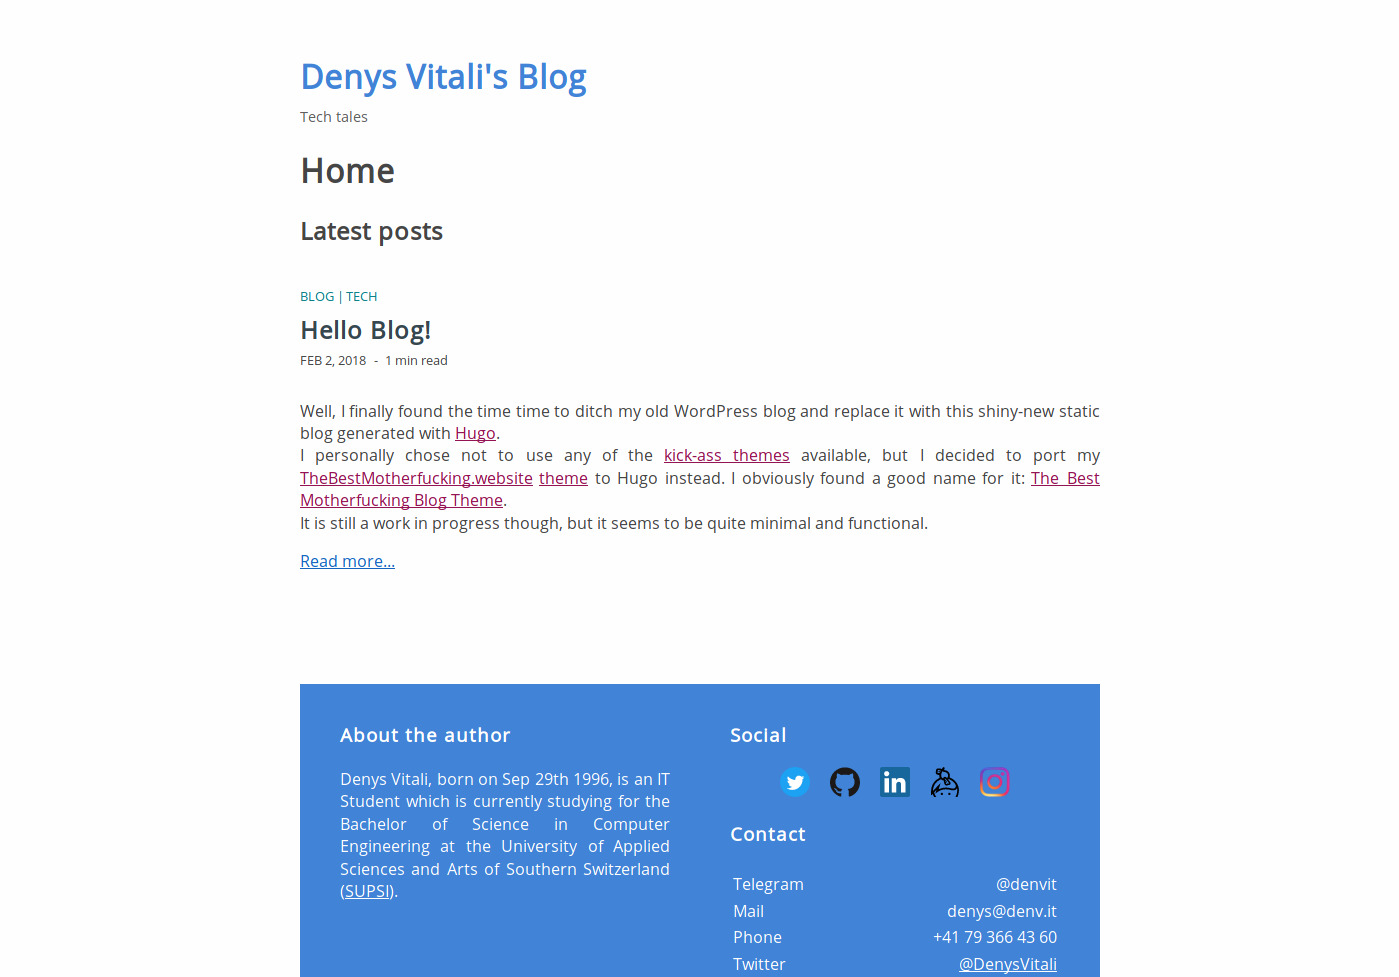 Denys Vitali's Blog
Tech tales
Home
Latest posts
BLOG | TECH
Hello Blog!
FEB 2, 2018 - 1 min read
Well, I finally found the time time to ditch my old WordPress blog and replace it with this shiny-new static
blog generated with Hugo.
I personally chose not to use any of the kick-ass themes available, but I decided to port my
TheBestMotherfucking.website theme to Hugo instead. I obviously found a good name for it: The Best
Motherfucking Blog Theme.
It is still a work in progress though, but it seems to be quite minimal and functional.
Read more...
About the author
Denys Vitali, born on Sep 29th 1996, is an IT
Student which is currently studying for the
Bachelor of Science in Computer
Engineering at the University of Applied
Sciences and Arts of Southern Switzerland
(SUPSI).
Social
in
Contact
Telegram @denvit
Mail denys@denv.it
Phone +41 79 366 43 60
Twitter @DenysVitali